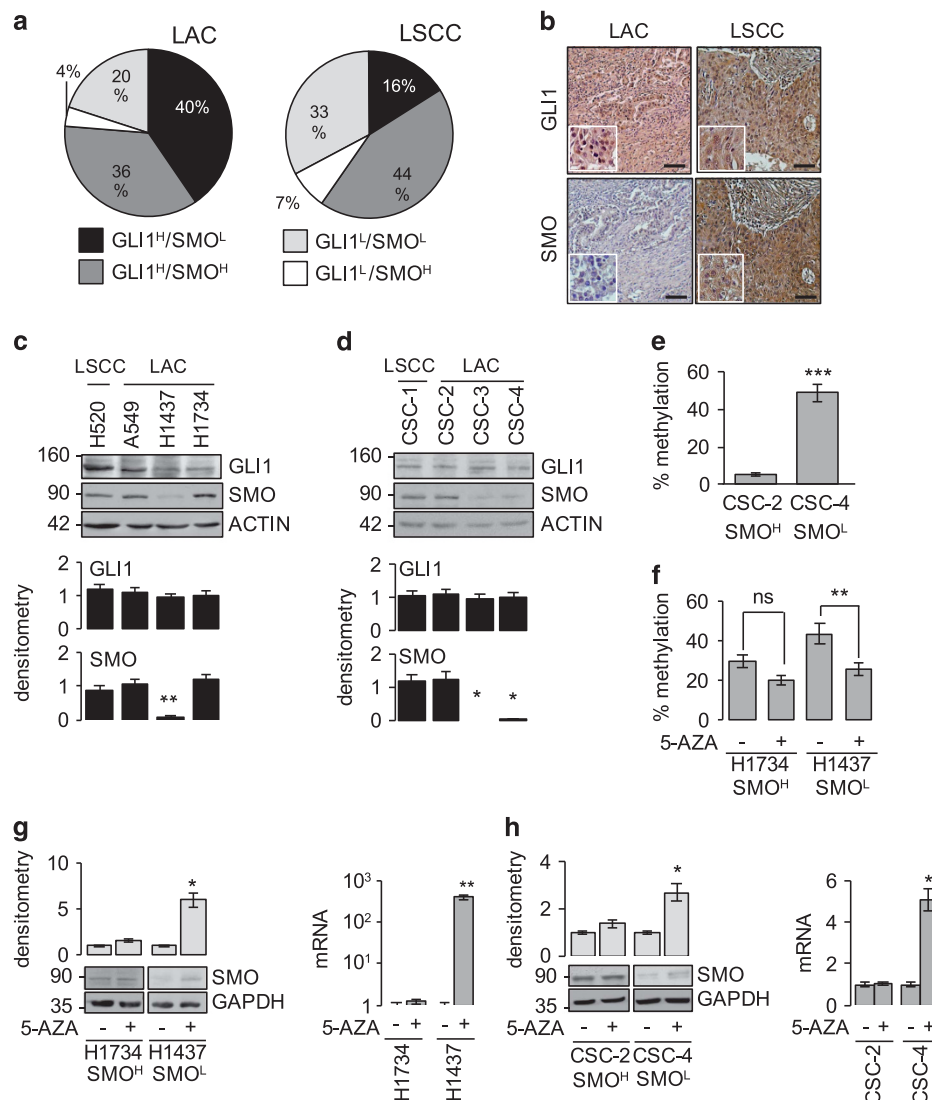 a
LAC
LSCC
4%
20
%
40%
36
%
16%
33
%
44
%
7%
GLI1ᴴ/SMOᴸ
GLI1ᴸ/SMOᴸ
GLI1ᴴ/SMOᴴ
GLI1ᴸ/SMOᴴ
b
LAC
LSCC
GLI1
SMO
c
LSCC
LAC
H520
A549
H1437
H1734
160
GLI1
90
SMO
42
ACTIN
densitometry
2
1
0
GLI1
2
1
0
SMO
**
d
LSCC
LAC
CSC-1
CSC-2
CSC-3
CSC-4
160
GLI1
90
SMO
42
ACTIN
densitometry
2
1
0
GLI1
2
1
0
SMO
*
*
e
% methylation
60
40
20
0
***
CSC-2
CSC-4
SMOᴴ
SMOᴸ
f
% methylation
60
40
20
0
ns
**
5-AZA
- + - +
H1734
H1437
SMOᴴ
SMOᴸ
g
densitometry
10
5
0
*
90
SMO
35
GAPDH
5-AZA
- + - +
H1734
H1437
SMOᴴ
SMOᴸ
mRNA
10³
10²
10¹
1
**
5-AZA
- + - +
H1734
H1437
h
densitometry
4
2
0
*
90
SMO
35
GAPDH
5-AZA
- + - +
CSC-2
CSC-4
SMOᴴ
SMOᴸ
mRNA
6
4
2
0
*
5-AZA
- + - +
CSC-2
CSC-4